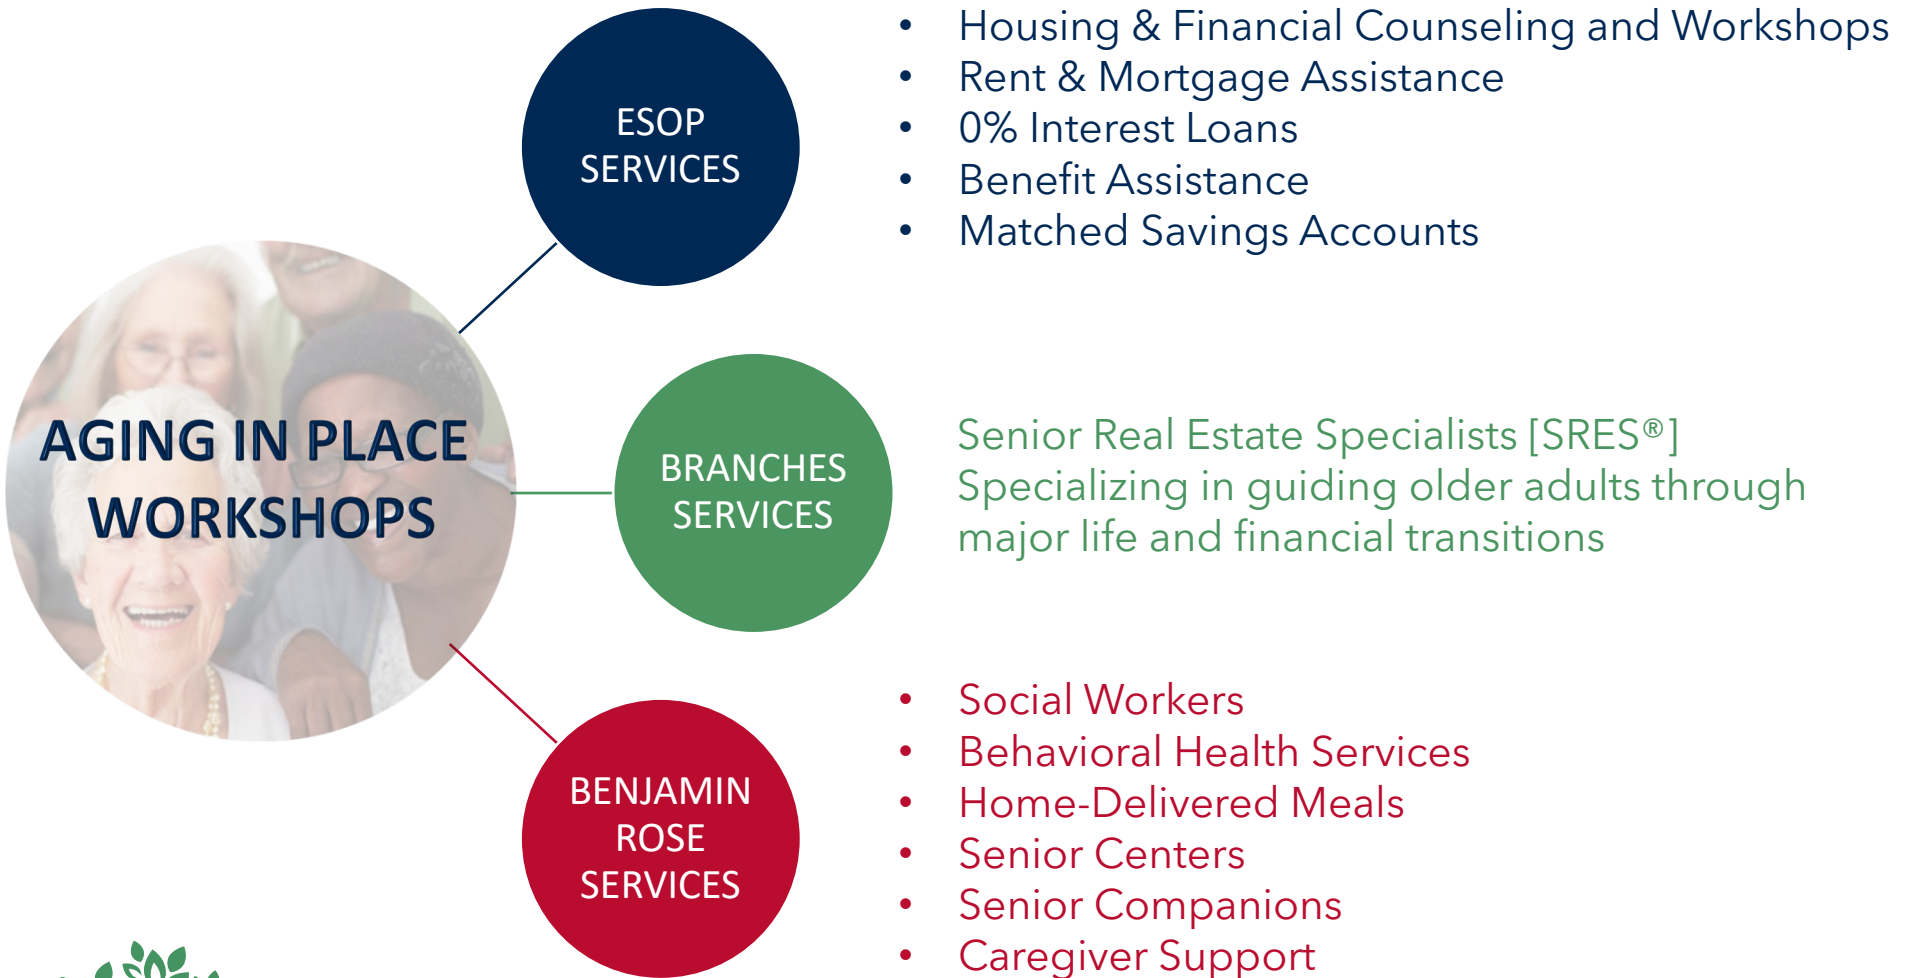 AGING IN PLACE
WORKSHOPS
ESOP
SERVICES
• Housing & Financial Counseling and Workshops
• Rent & Mortgage Assistance
• 0% Interest Loans
• Benefit Assistance
• Matched Savings Accounts
BRANCHES
SERVICES
Senior Real Estate Specialists [SRES®]
Specializing in guiding older adults through
major life and financial transitions
BENJAMIN
ROSE
SERVICES
• Social Workers
• Behavioral Health Services
• Home-Delivered Meals
• Senior Centers
• Senior Companions
• Caregiver Support